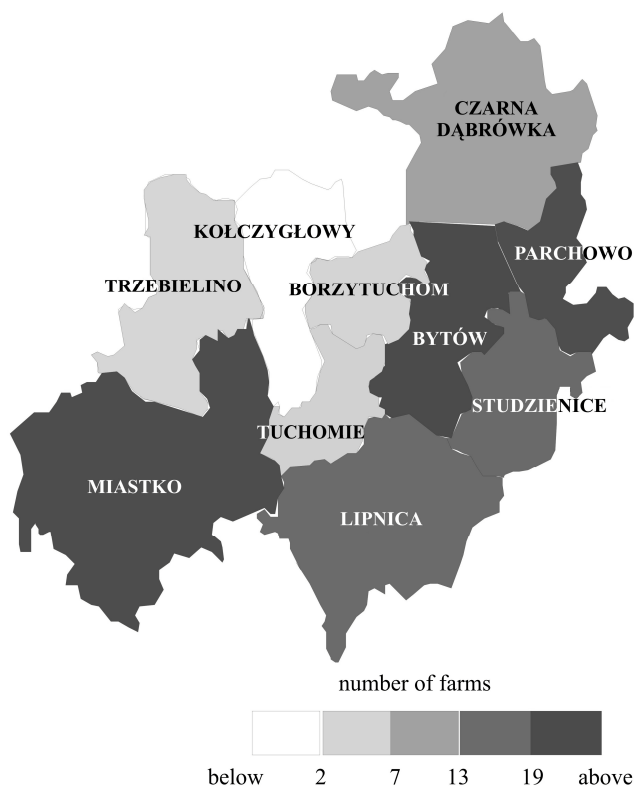 CZARNA
DĄBRÓWKA
KOŁCZYGŁOWY
PARCHOWO
TRZEBIELINO
BORZYTUCHOM
BYTÓW
STUDZIENICE
TUCHOMIE
MIASTKO
LIPNICA
number of farms
below 2 7 13 19 above